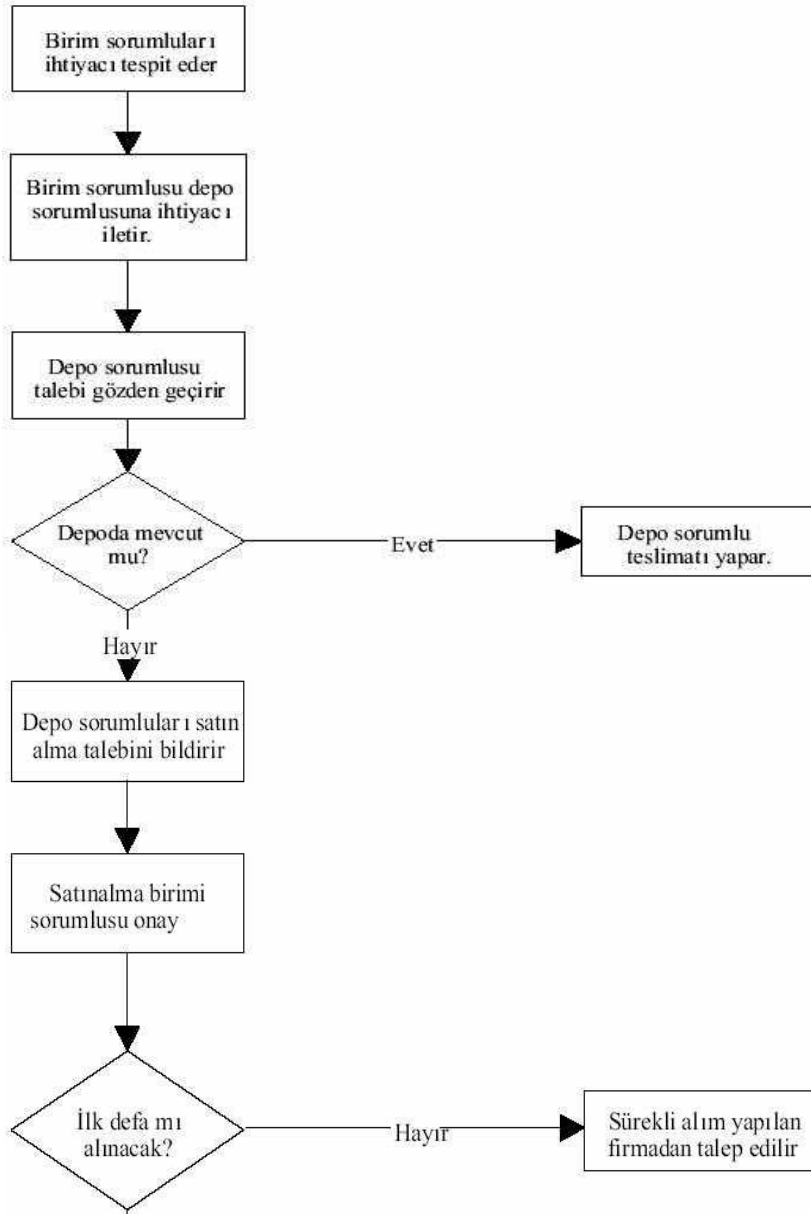 Birim sorumluları
ihtiyacı tespit eder
Birim sorumlusu depo
sorumlusuna ihtiyacı
iletir.
Depo sorumlusu
talebi gözden geçirir
Depoda mevcut
mu?
Evet
Depo sorumlu
teslimatı yapar.
Hayır
Depo sorumluları satın
alma talebini bildirir
Satınalma birimi
sorumlusu onay
İlk defa mı
alınacak?
Hayır
Sürekli alım yapılan
firmadan talep edilir